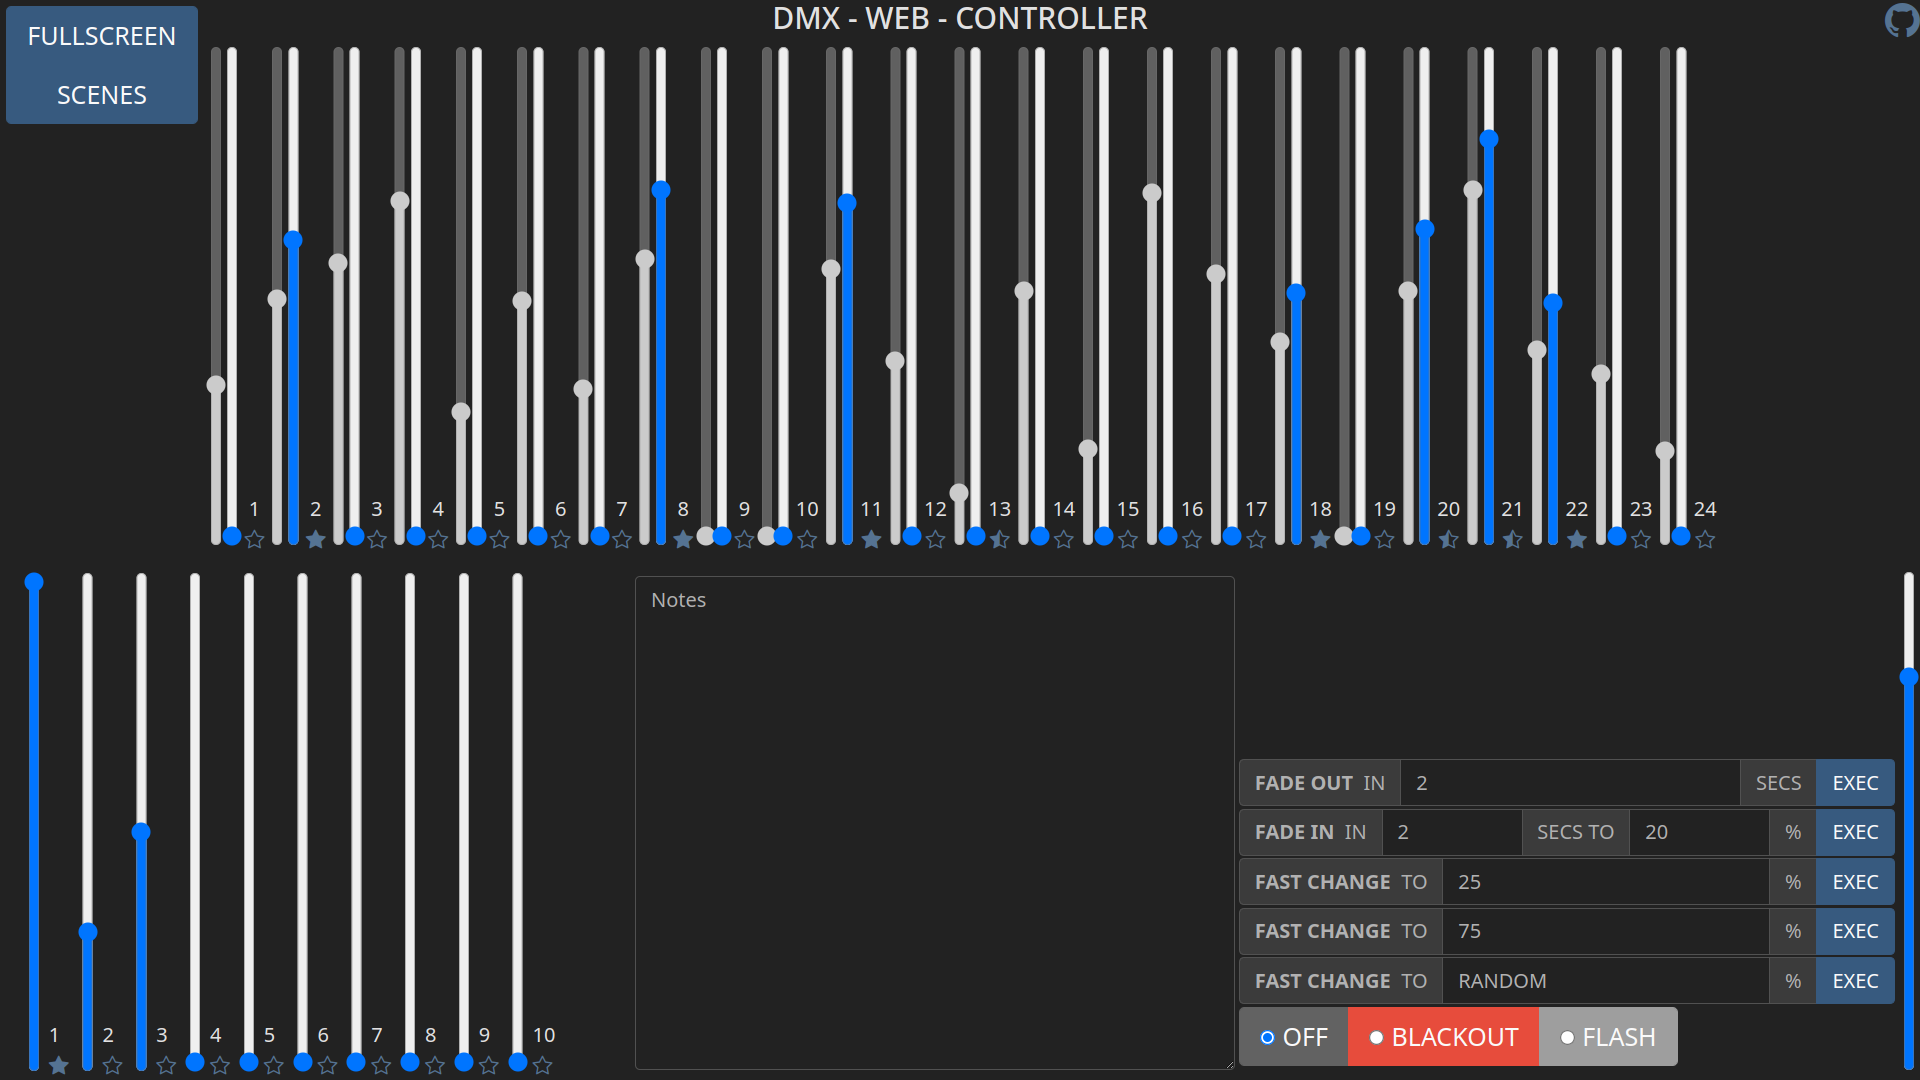 DMX - WEB - CONTROLLER
FULLSCREEN
SCENES
1 2 3 4 5 6 7 8 9 10 11 12 13 14 15 16 17 18 19 20 21 22 23 24
Notes
FADE OUT IN 2 SECS EXEC
FADE IN IN 2 SECS TO 20 % EXEC
FAST CHANGE TO 25 % EXEC
FAST CHANGE TO 75 % EXEC
FAST CHANGE TO RANDOM % EXEC
1 2 3 4 5 6 7 8 9 10
OFF BLACKOUT FLASH